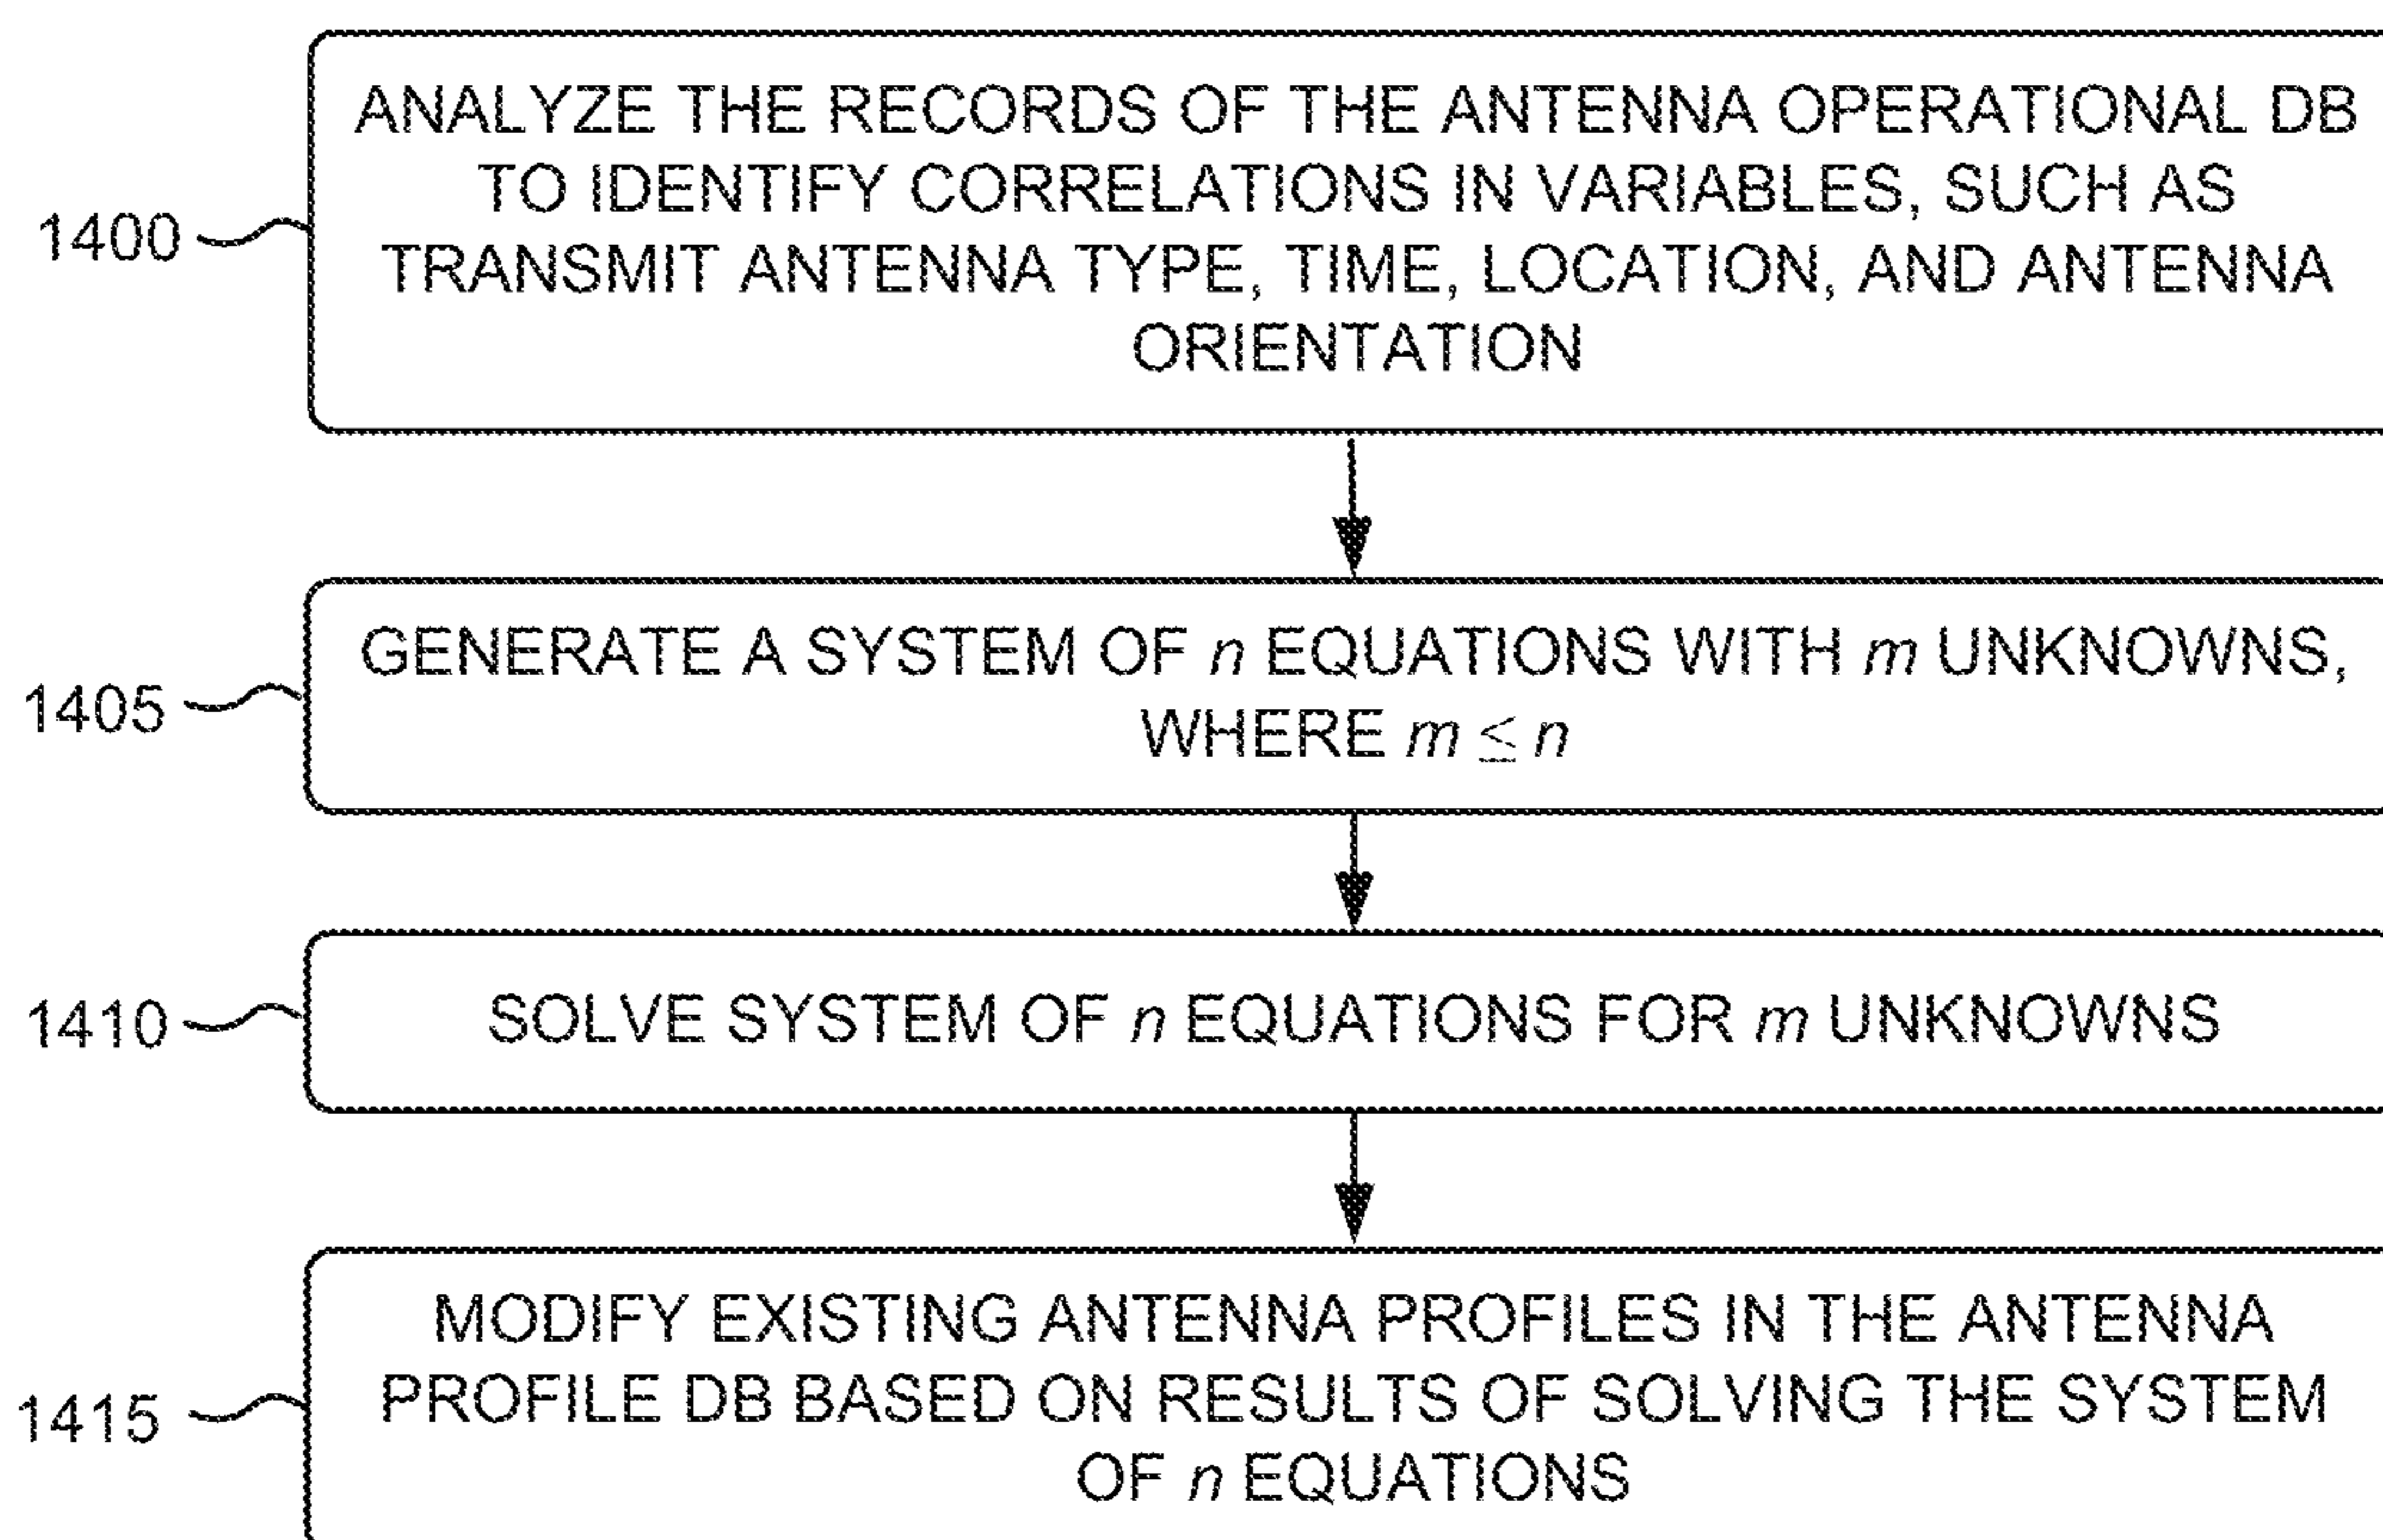 ANALYZE THE RECORDS OF THE ANTENNA OPERATIONAL DB
TO IDENTIFY CORRELATIONS IN VARIABLES, SUCH AS
1400
TRANSMIT ANTENNA TYPE, TIME, LOCATION, AND ANTENNA
ORIENTATION
GENERATE A SYSTEM OF n EQUATIONS WITH m UNKNOWNS,
1405
WHERE m ≤ n
1410
SOLVE SYSTEM OF n EQUATIONS FOR m UNKNOWNS
MODIFY EXISTING ANTENNA PROFILES IN THE ANTENNA
PROFILE DB BASED ON RESULTS OF SOLVING THE SYSTEM
1415
OF n EQUATIONS